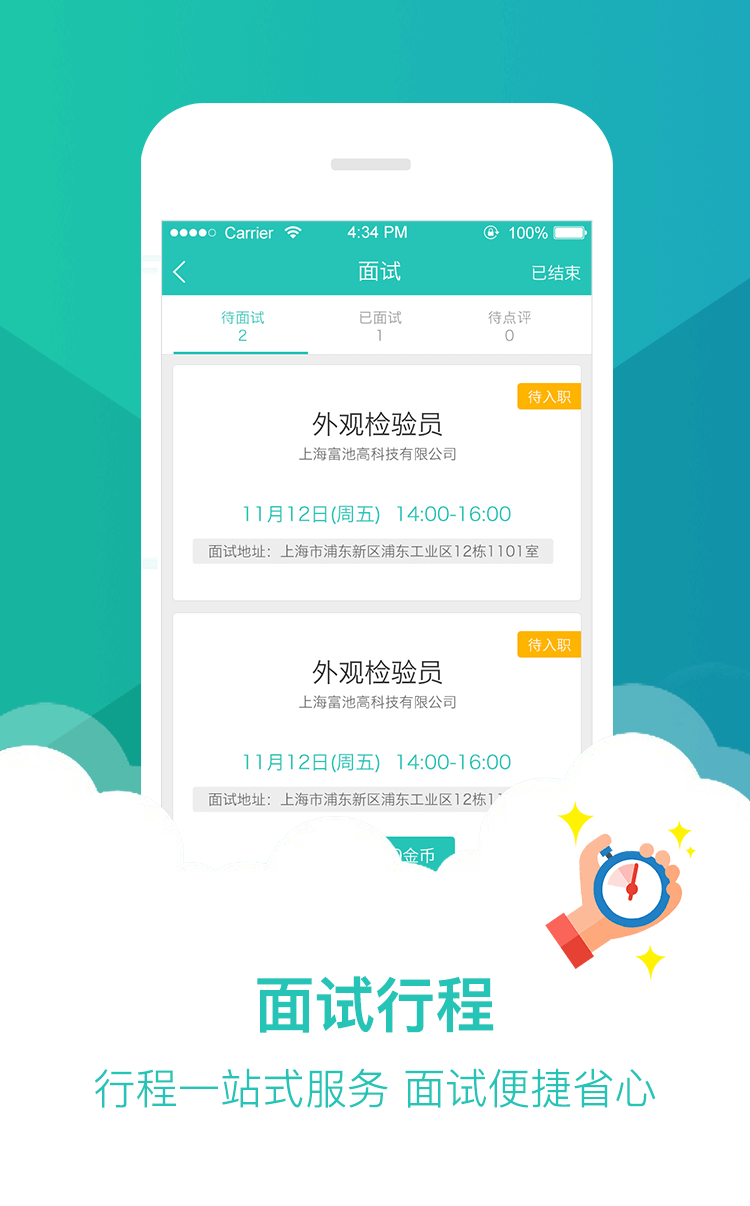 Carrier 4:34 PM 100%
面试 已结束
待面试 已面试 待点评
2 1 0
待入职
外观检验员
上海富池高科技有限公司
11月12日(周五) 14:00-16:00
面试地址：上海市浦东新区浦东工业区12栋1101室
待入职
外观检验员
上海富池高科技有限公司
11月12日(周五) 14:00-16:00
面试地址：上海市浦东新区浦东工业区12栋
金币
面试行程
行程一站式服务 面试便捷省心